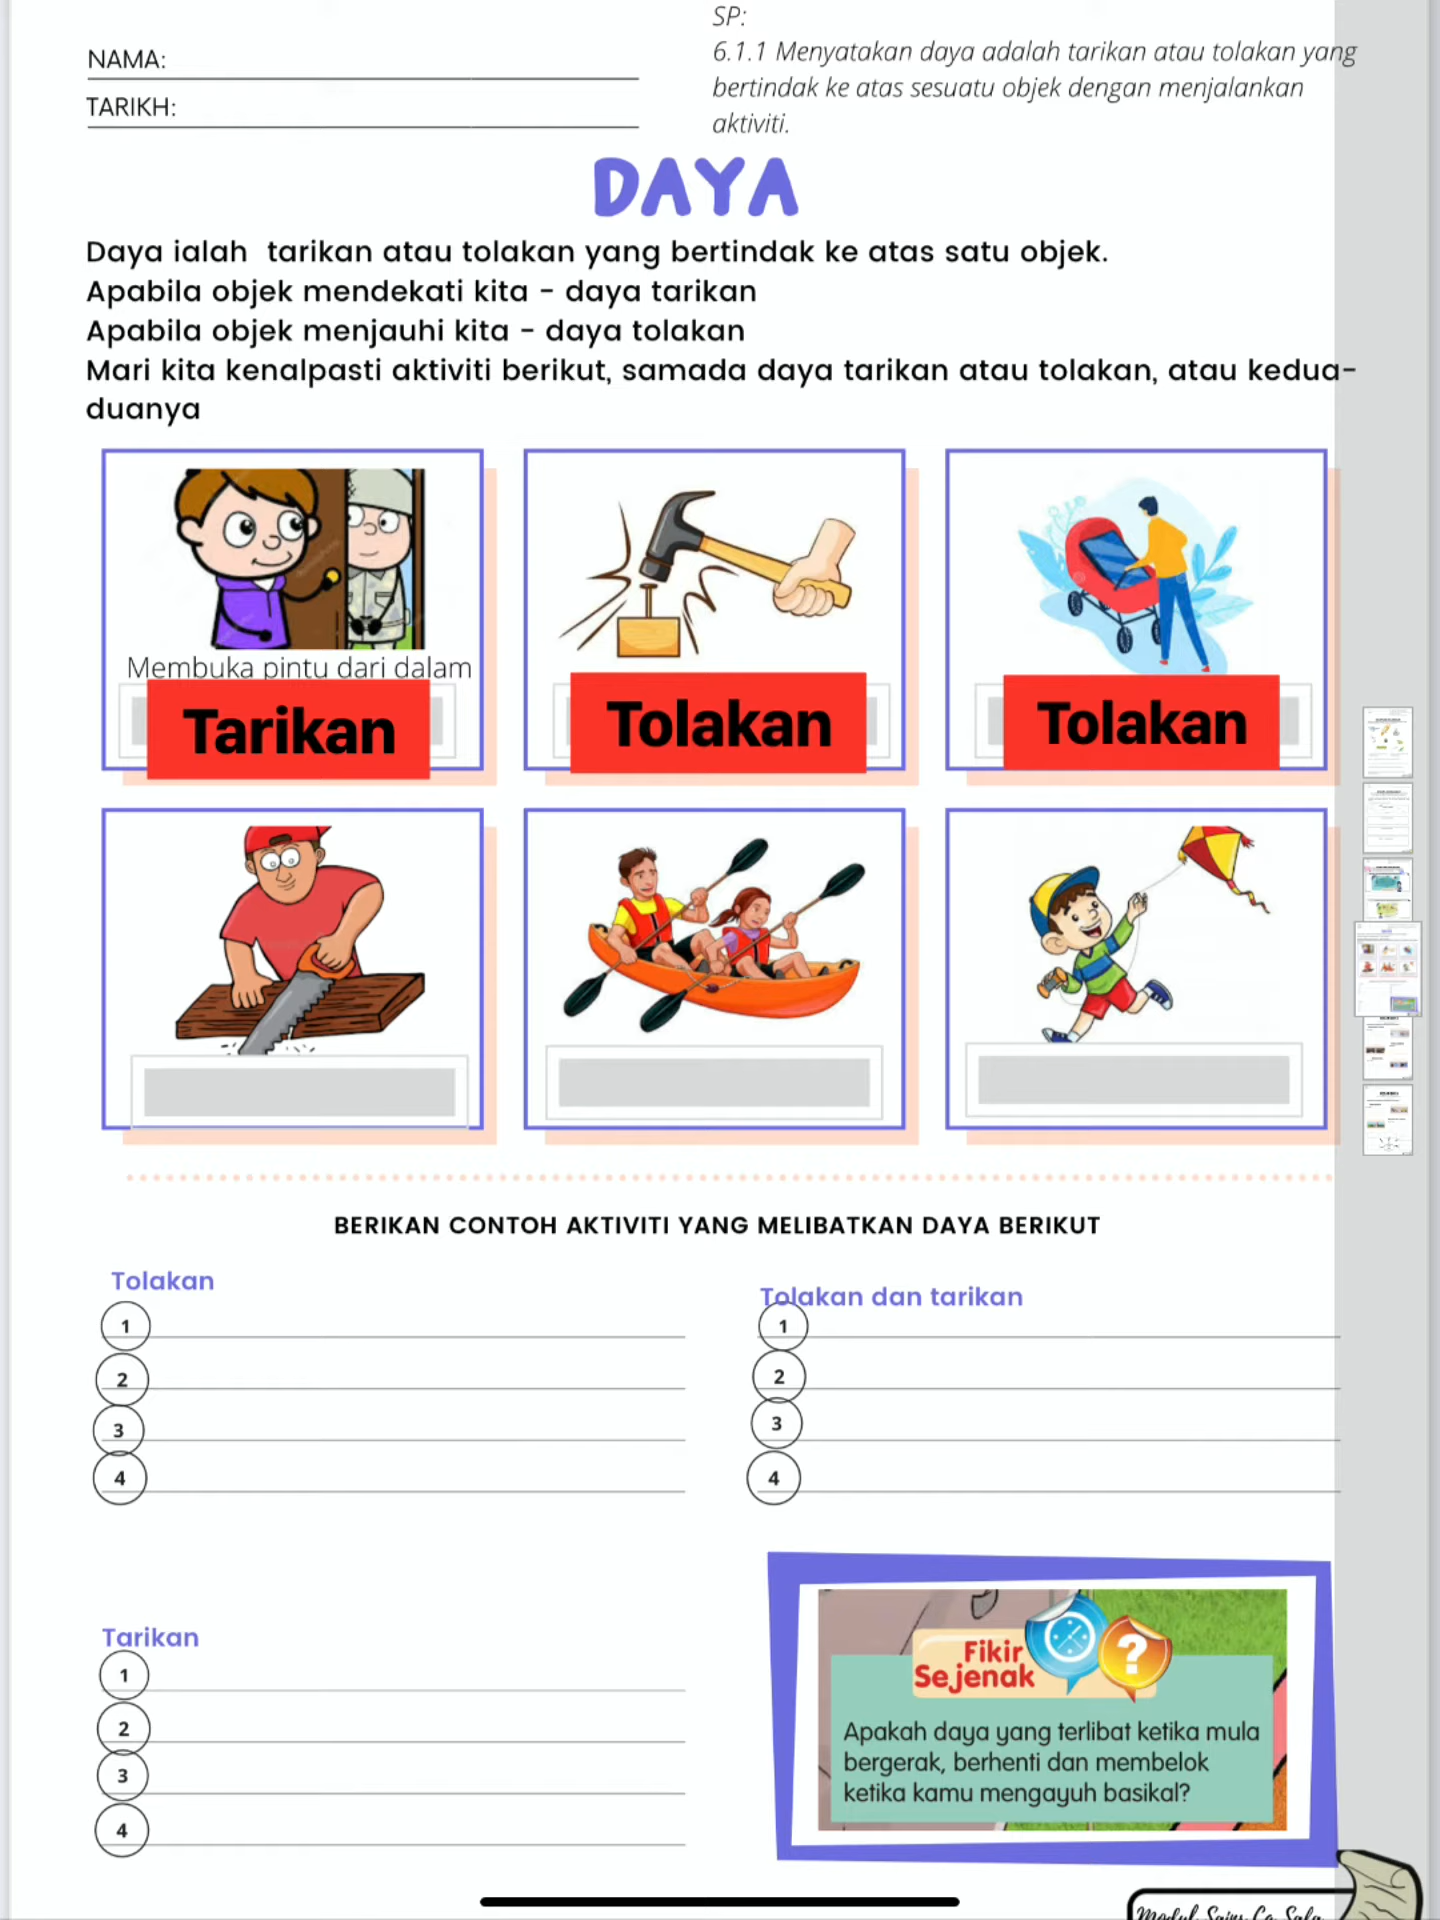 SP:
NAMA:
6.1.1 Menyatakan daya adalah tarikan atau tolakan yang
bertindak ke atas sesuatu objek dengan menjalankan
TARIKH:
aktiviti.
DAYA
Daya ialah tarikan atau tolakan yang bertindak ke atas satu objek.
Apabila objek mendekati kita - daya tarikan
Apabila objek menjauhi kita - daya tolakan
Mari kita kenalpasti aktiviti berikut, samada daya tarikan atau tolakan, atau kedua-
duanya
Membuka pintu dari dalam
Tarikan
Tolakan
Tolakan
BERIKAN CONTOH AKTIVITI YANG MELIBATKAN DAYA BERIKUT
Tolakan
1
2
3
4
Tolakan dan tarikan
1
2
3
4
Tarikan
1
2
3
4
Fikir
Sejenak
?
Apakah daya yang terlibat ketika mula
bergerak, berhenti dan membelok
ketika kamu mengayuh basikal?
Modul Sains Cg Sala